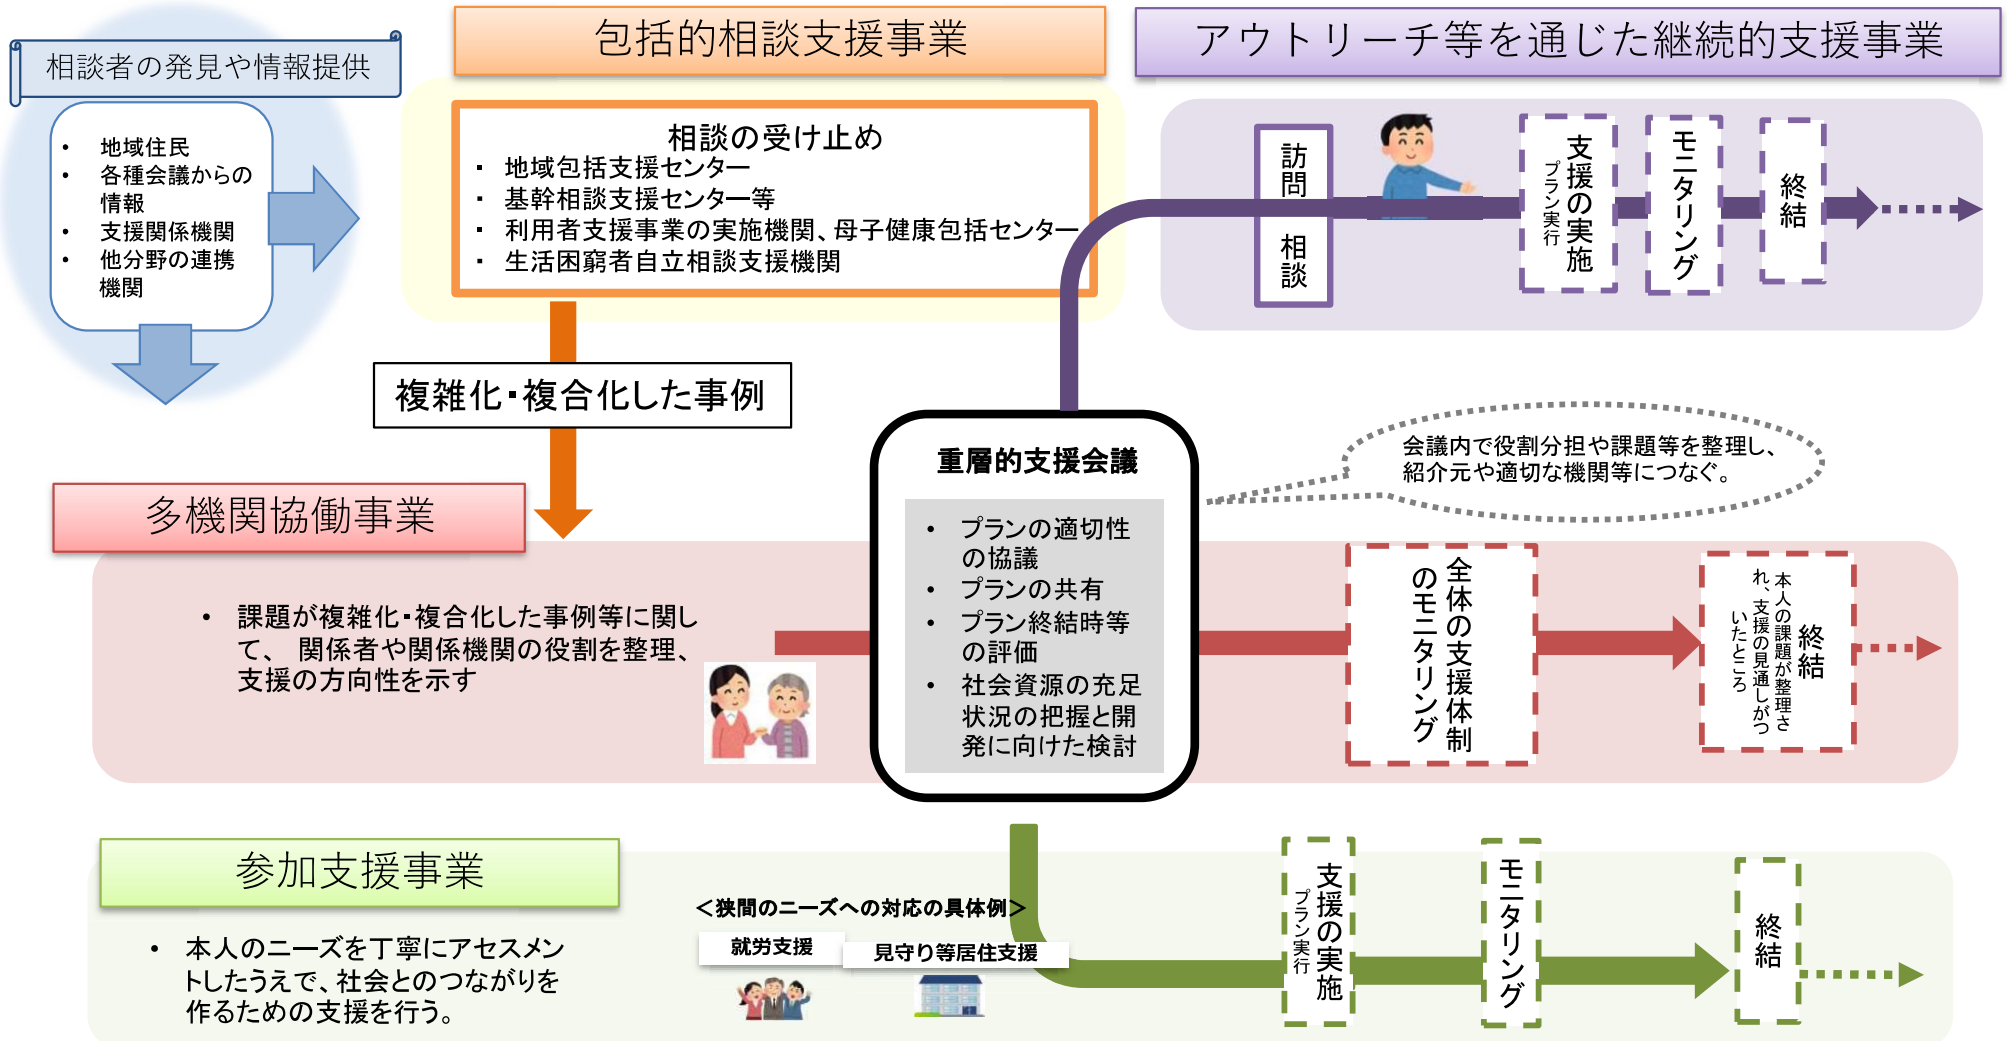 相談者の発見や情報提供
• 地域住民
• 各種会議からの
情報
• 支援関係機関
• 他分野の連携
機関
包括的相談支援事業
相談の受け止め
・ 地域包括支援センター
・ 基幹相談支援センター等
・ 利用者支援事業の実施機関、母子健康包括センター
・ 生活困窮者自立相談支援機関
アウトリーチ等を通じた継続的支援事業
訪問
相談
支援の実施
プラン実行
モニタリング
終結
複雑化・複合化した事例
重層的支援会議
• プランの適切性
の協議
• プランの共有
• プラン終結時等
の評価
• 社会資源の充足
状況の把握と開
発に向けた検討
会議内で役割分担や課題等を整理し、
紹介元や適切な機関等につなぐ。
多機関協働事業
• 課題が複雑化・複合化した事例等に関し
て、 関係者や関係機関の役割を整理、
支援の方向性を示す
全体の支援体制
のモニタリング
終結
本人の課題が整理さ
れ、支援の見通しがつ
いたところ
参加支援事業
• 本人のニーズを丁寧にアセスメン
トしたうえで、社会とのつながりを
作るための支援を行う。
＜狭間のニーズへの対応の具体例＞
就労支援
見守り等居住支援
支援の実施
プラン実行
モニタリング
終結